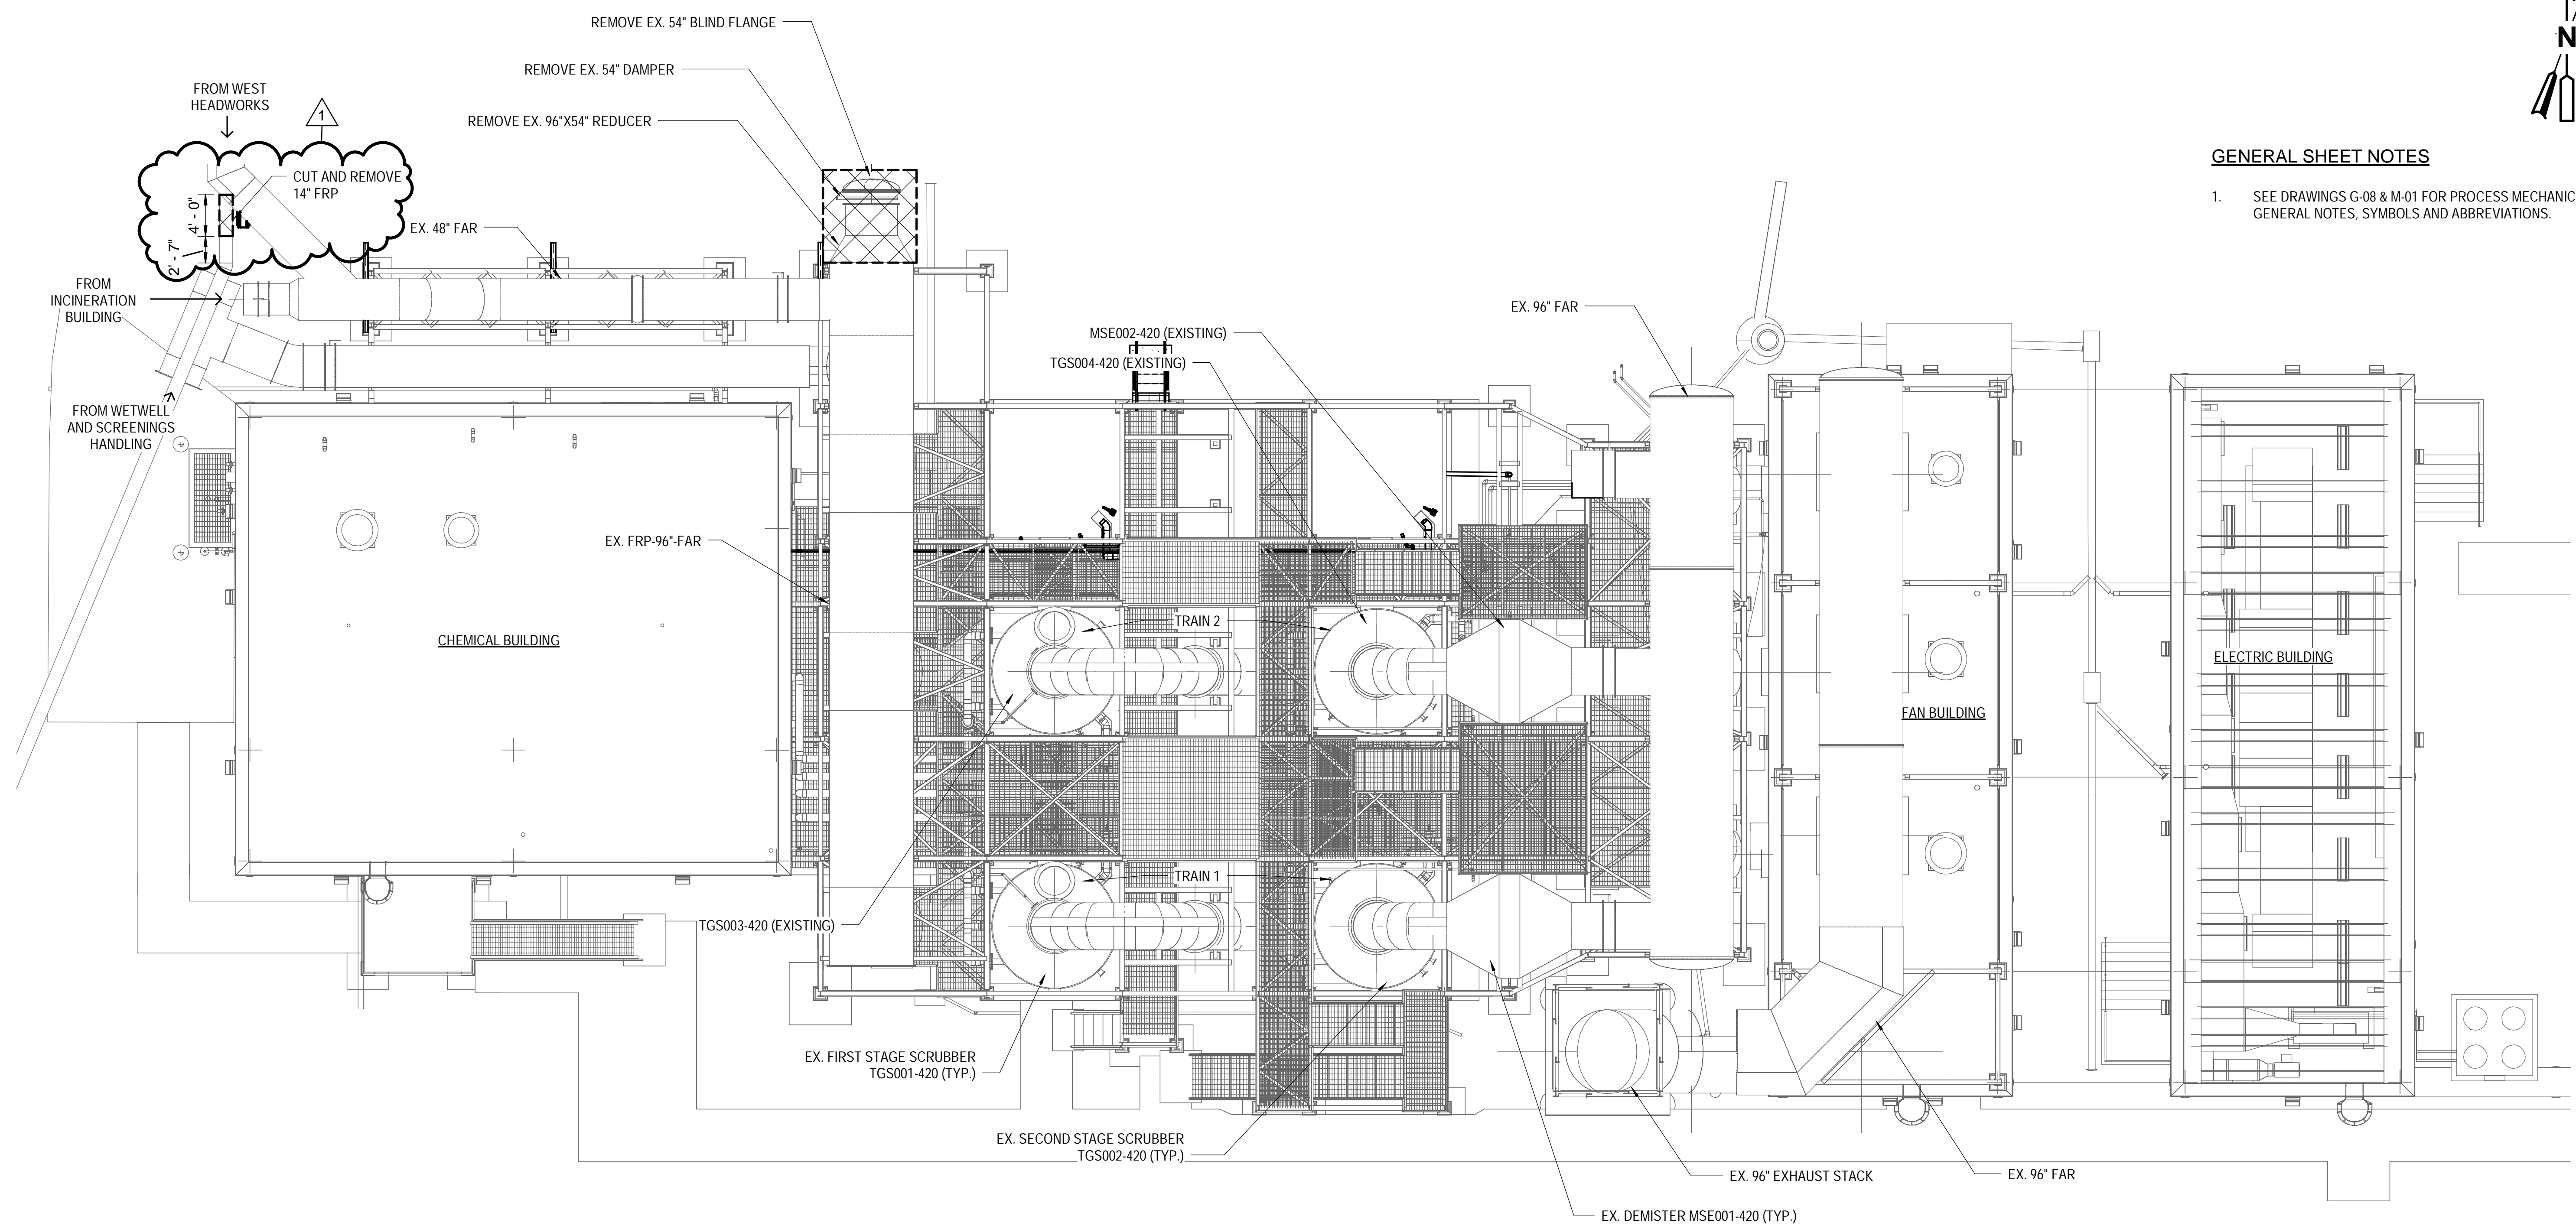 REMOVE EX. 54" BLIND FLANGE
REMOVE EX. 54" DAMPER
REMOVE EX. 96"X54" REDUCER
FROM WEST
HEADWORKS
1
CUT AND REMOVE
14" FRP
4' - 0"
2' - 7"
EX. 48" FAR
FROM
INCINERATION
BUILDING
FROM WETWELL
AND SCREENINGS
HANDLING
N
GENERAL SHEET NOTES
1. SEE DRAWINGS G-08 & M-01 FOR PROCESS MECHANIC
GENERAL NOTES, SYMBOLS AND ABBREVIATIONS.
EX. 96" FAR
MSE002-420 (EXISTING)
TGS004-420 (EXISTING)
EX. FRP-96"-FAR
CHEMICAL BUILDING
TRAIN 2
ELECTRIC BUILDING
FAN BUILDING
TRAIN 1
TGS003-420 (EXISTING)
EX. FIRST STAGE SCRUBBER
TGS001-420 (TYP.)
EX. SECOND STAGE SCRUBBER
TGS002-420 (TYP.)
EX. 96" EXHAUST STACK
EX. 96" FAR
EX. DEMISTER MSE001-420 (TYP.)